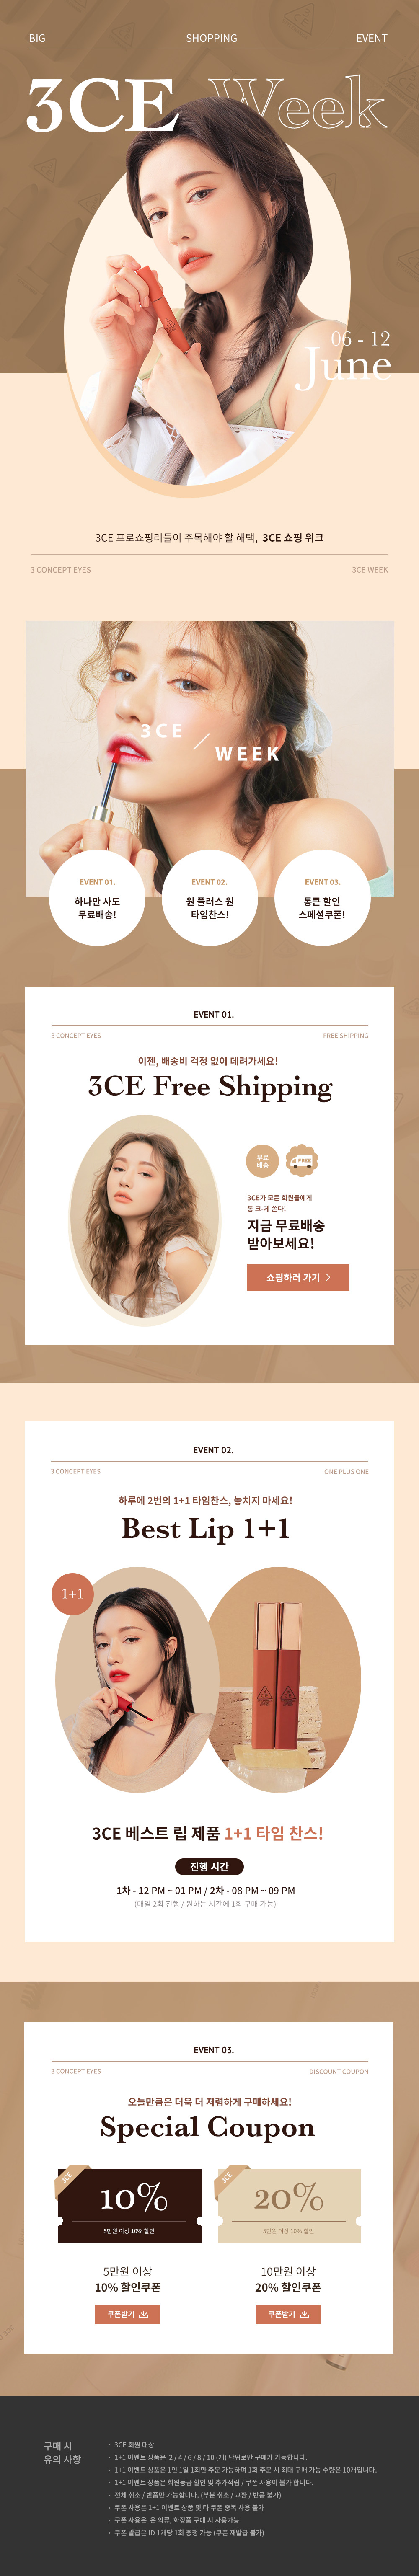 BIG SHOPPING EVENT
3CE Week
06 - 12
June
3CE 프로쇼핑러들이 주목해야 할 혜택, 3CE 쇼핑 위크
3 CONCEPT EYES 3CE WEEK
3CE / WEEK
EVENT 01.
하나만 사도
무료배송!
EVENT 02.
원 플러스 원
타임찬스!
EVENT 03.
통큰 할인
스페셜쿠폰!
EVENT 01.
3 CONCEPT EYES FREE SHIPPING
이젠, 배송비 걱정 없이 데려가세요!
3CE Free Shipping
무료
배송
FREE
3CE가 모든 회원들에게
통 크-게 쏜다!
지금 무료배송
받아보세요!
쇼핑하러 가기 >
EVENT 02.
3 CONCEPT EYES ONE PLUS ONE
하루에 2번의 1+1 타임찬스, 놓치지 마세요!
Best Lip 1+1
1+1
3CE 베스트 립 제품 1+1 타임 찬스!
진행 시간
1차 - 12 PM ~ 01 PM / 2차 - 08 PM ~ 09 PM
(매일 2회 진행 / 원하는 시간에 1회 구매 가능)
EVENT 03.
3 CONCEPT EYES DISCOUNT COUPON
오늘만큼은 더욱 더 저렴하게 구매하세요!
Special Coupon
3CE
10%
5만원 이상 10% 할인
3CE
20%
5만원 이상 10% 할인
5만원 이상
10% 할인쿠폰
쿠폰받기
10만원 이상
20% 할인쿠폰
쿠폰받기
구매 시
유의 사항
- 3CE 회원 대상
- 1+1 이벤트 상품은 2 / 4 / 6 / 8 / 10 (개) 단위로만 구매가 가능합니다.
- 1+1 이벤트 상품은 1인 1일 1회만 주문 가능하며 1회 주문 시 최대 구매 가능 수량은 10개입니다.
- 1+1 이벤트 상품은 회원등급 할인 및 추가적립 / 쿠폰 사용이 불가 합니다.
- 전체 취소 / 반품만 가능합니다. (부분 취소 / 교환 / 반품 불가)
- 쿠폰 사용은 1+1 이벤트 상품 및 타 쿠폰 중복 사용 불가
- 쿠폰 사용은 은 의류, 화장품 구매 시 사용가능
- 쿠폰 발급은 ID 1개당 1회 증정 가능 (쿠폰 재발급 불가)